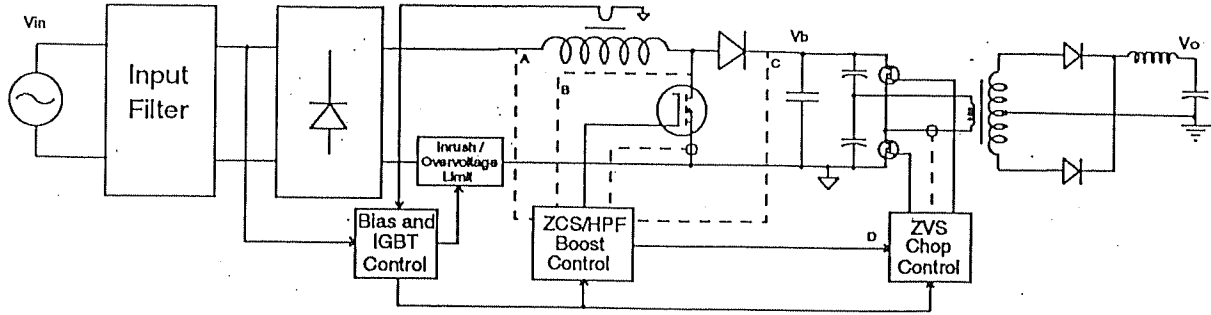 Vin
Input
Filter
A
B
C
Vb
Vo
Inrush /
Overvoltage
Limit
Bias and
IGBT
Control
ZCS/HPF
Boost
Control
D
ZVS
Chop
Control